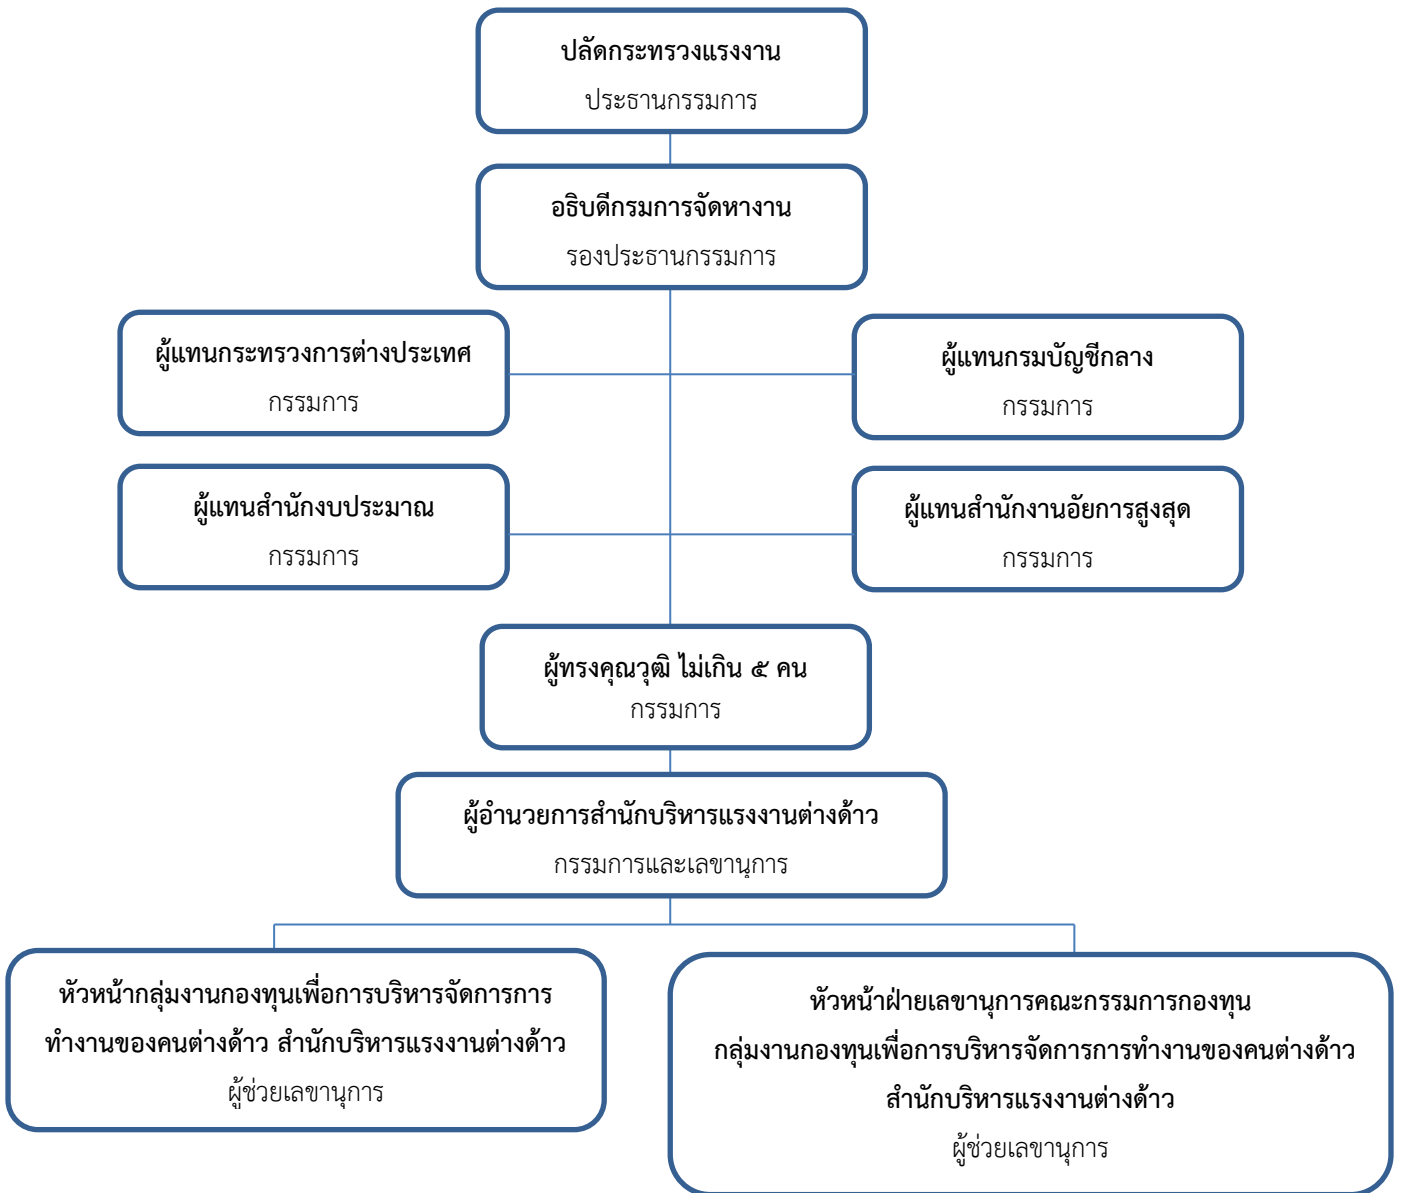 ปลัดกระทรวงแรงงาน
ประธานกรรมการ
อธิบดีกรมการจัดหางาน
รองประธานกรรมการ
ผู้แทนกระทรวงการต่างประเทศ
กรรมการ
ผู้แทนกรมบัญชีกลาง
กรรมการ
ผู้แทนสำนักงบประมาณ
กรรมการ
ผู้แทนสำนักงานอัยการสูงสุด
กรรมการ
ผู้ทรงคุณวุฒิ ไม่เกิน ๕ คน
กรรมการ
ผู้อำนวยการสำนักบริหารแรงงานต่างด้าว
กรรมการและเลขานุการ
หัวหน้ากลุ่มงานกองทุนเพื่อการบริหารจัดการการ
ทำงานของคนต่างด้าว สำนักบริหารแรงงานต่างด้าว
ผู้ช่วยเลขานุการ
หัวหน้าฝ่ายเลขานุการคณะกรรมการกองทุน
กลุ่มงานกองทุนเพื่อการบริหารจัดการการทำงานของคนต่างด้าว
สำนักบริหารแรงงานต่างด้าว
ผู้ช่วยเลขานุการ